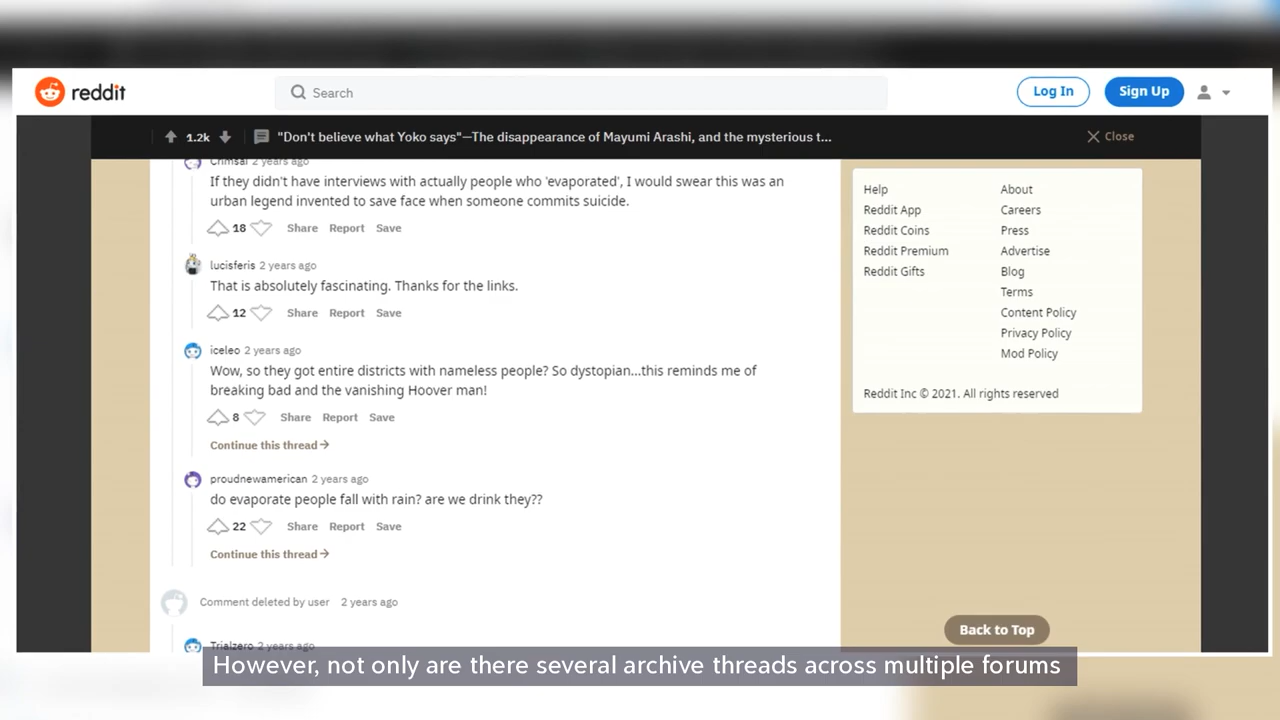 reddit
Search
Log In
Sign Up
1.2k
"Don't believe what Yoko says"—The disappearance of Mayumi Arashi, and the mysterious t...
Close
Crimsai 2 years ago
If they didn't have interviews with actually people who 'evaporated', I would swear this was an
urban legend invented to save face when someone commits suicide.
18 Share Report Save
lucisferis 2 years ago
That is absolutely fascinating. Thanks for the links.
12 Share Report Save
iceleo 2 years ago
Wow, so they got entire districts with nameless people? So dystopian...this reminds me of
breaking bad and the vanishing Hoover man!
8 Share Report Save
Continue this thread
proudnewamerican 2 years ago
do evaporate people fall with rain? are we drink they??
22 Share Report Save
Continue this thread
Comment deleted by user 2 years ago
Trialzero 2 years ago
Help
About
Reddit App
Careers
Reddit Coins
Press
Reddit Premium
Advertise
Reddit Gifts
Blog
Terms
Content Policy
Privacy Policy
Mod Policy
Reddit Inc © 2021. All rights reserved
Back to Top
However, not only are there several archive threads across multiple forums